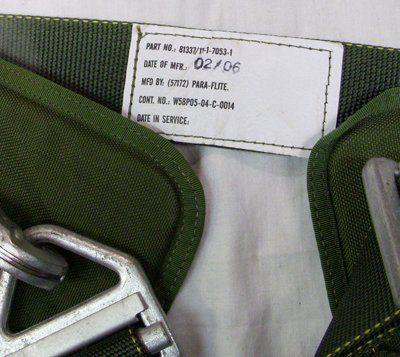 PART NO.: 81337/11-1-7053-1
DATE OF MFR.: 02/06
MFD BY: (57172) PARA-FLITE.
CONT. NO.: W58P05-04-C-0014
DATE IN SERVICE: